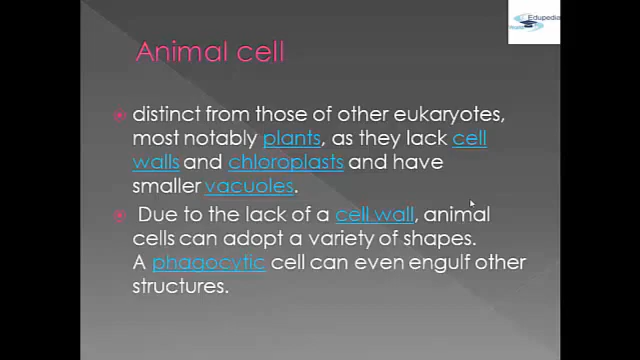 Edupedia
Animal cell
distinct from those of other eukaryotes,
most notably plants, as they lack cell
walls and chloroplasts and have
smaller vacuoles.
Due to the lack of a cell wall, animal
cells can adopt a variety of shapes.
A phagocytic cell can even engulf other
structures.